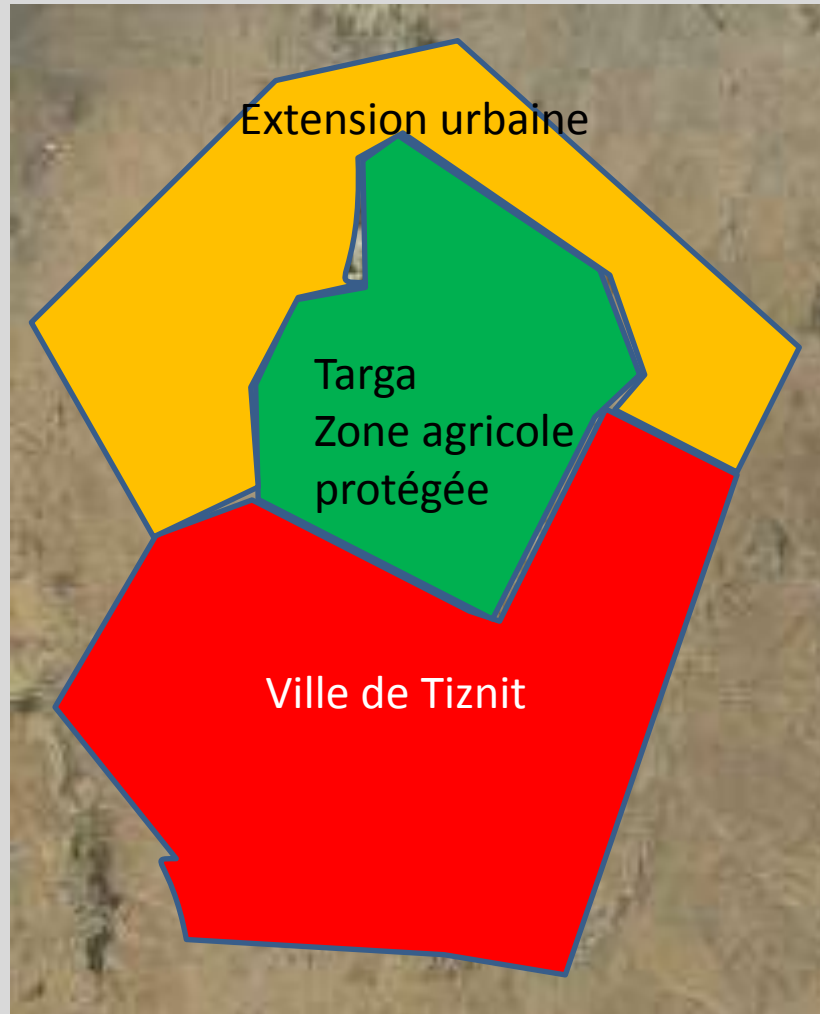 Extension urbaine
Targa
Zone agricole
protégée
Ville de Tiznit